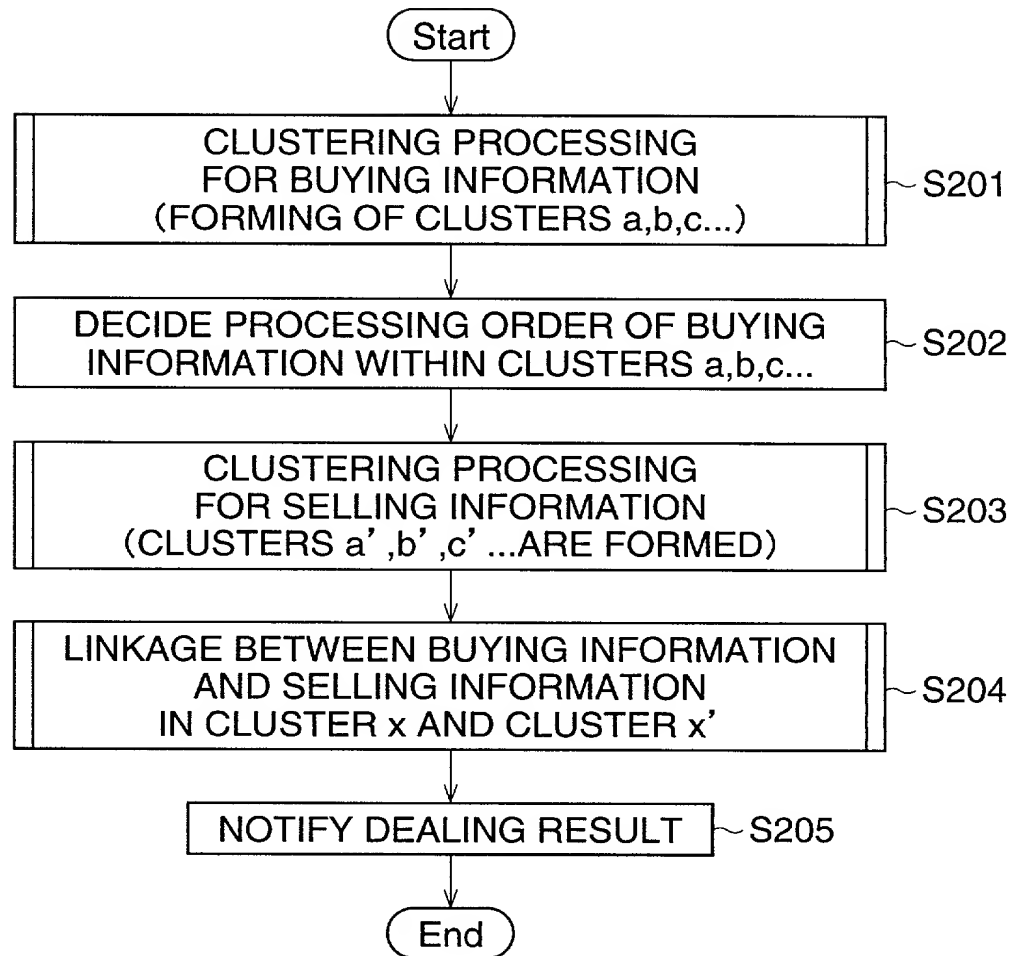 Start
CLUSTERING PROCESSING
FOR BUYING INFORMATION
(FORMING OF CLUSTERS a,b,c...)
S201
DECIDE PROCESSING ORDER OF BUYING
INFORMATION WITHIN CLUSTERS a,b,c...
S202
CLUSTERING PROCESSING
FOR SELLING INFORMATION
(CLUSTERS a’,b’,c’...ARE FORMED)
S203
LINKAGE BETWEEN BUYING INFORMATION
AND SELLING INFORMATION
IN CLUSTER x AND CLUSTER x’
S204
NOTIFY DEALING RESULT
S205
End